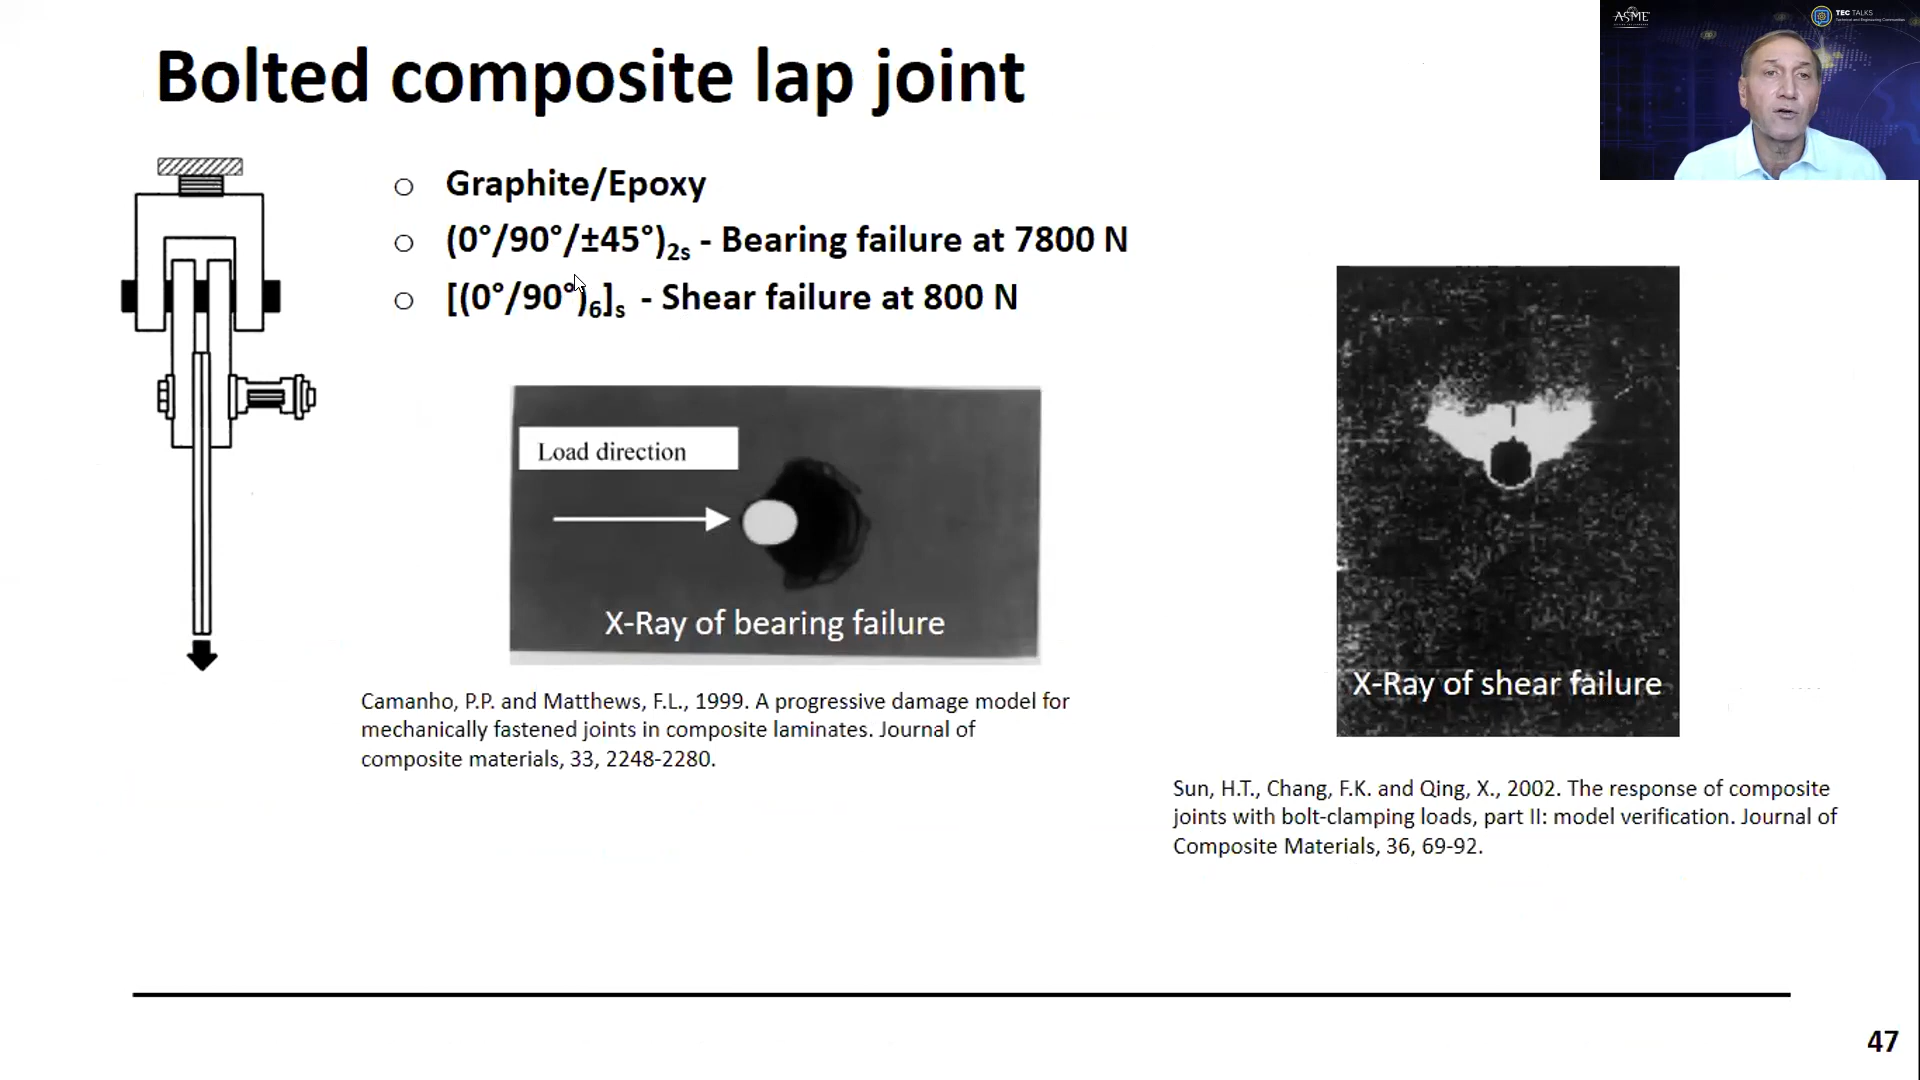 Bolted composite lap joint
ASME
TEC TALKS
Graphite/Epoxy
(0°/90°/±45°)2s - Bearing failure at 7800 N
[(0°/90°)6]s - Shear failure at 800 N
Load direction
X-Ray of bearing failure
X-Ray of shear failure
Camanho, P.P. and Matthews, F.L., 1999. A progressive damage model for
mechanically fastened joints in composite laminates. Journal of
composite materials, 33, 2248-2280.
Sun, H.T., Chang, F.K. and Qing, X., 2002. The response of composite
joints with bolt-clamping loads, part II: model verification. Journal of
Composite Materials, 36, 69-92.
47